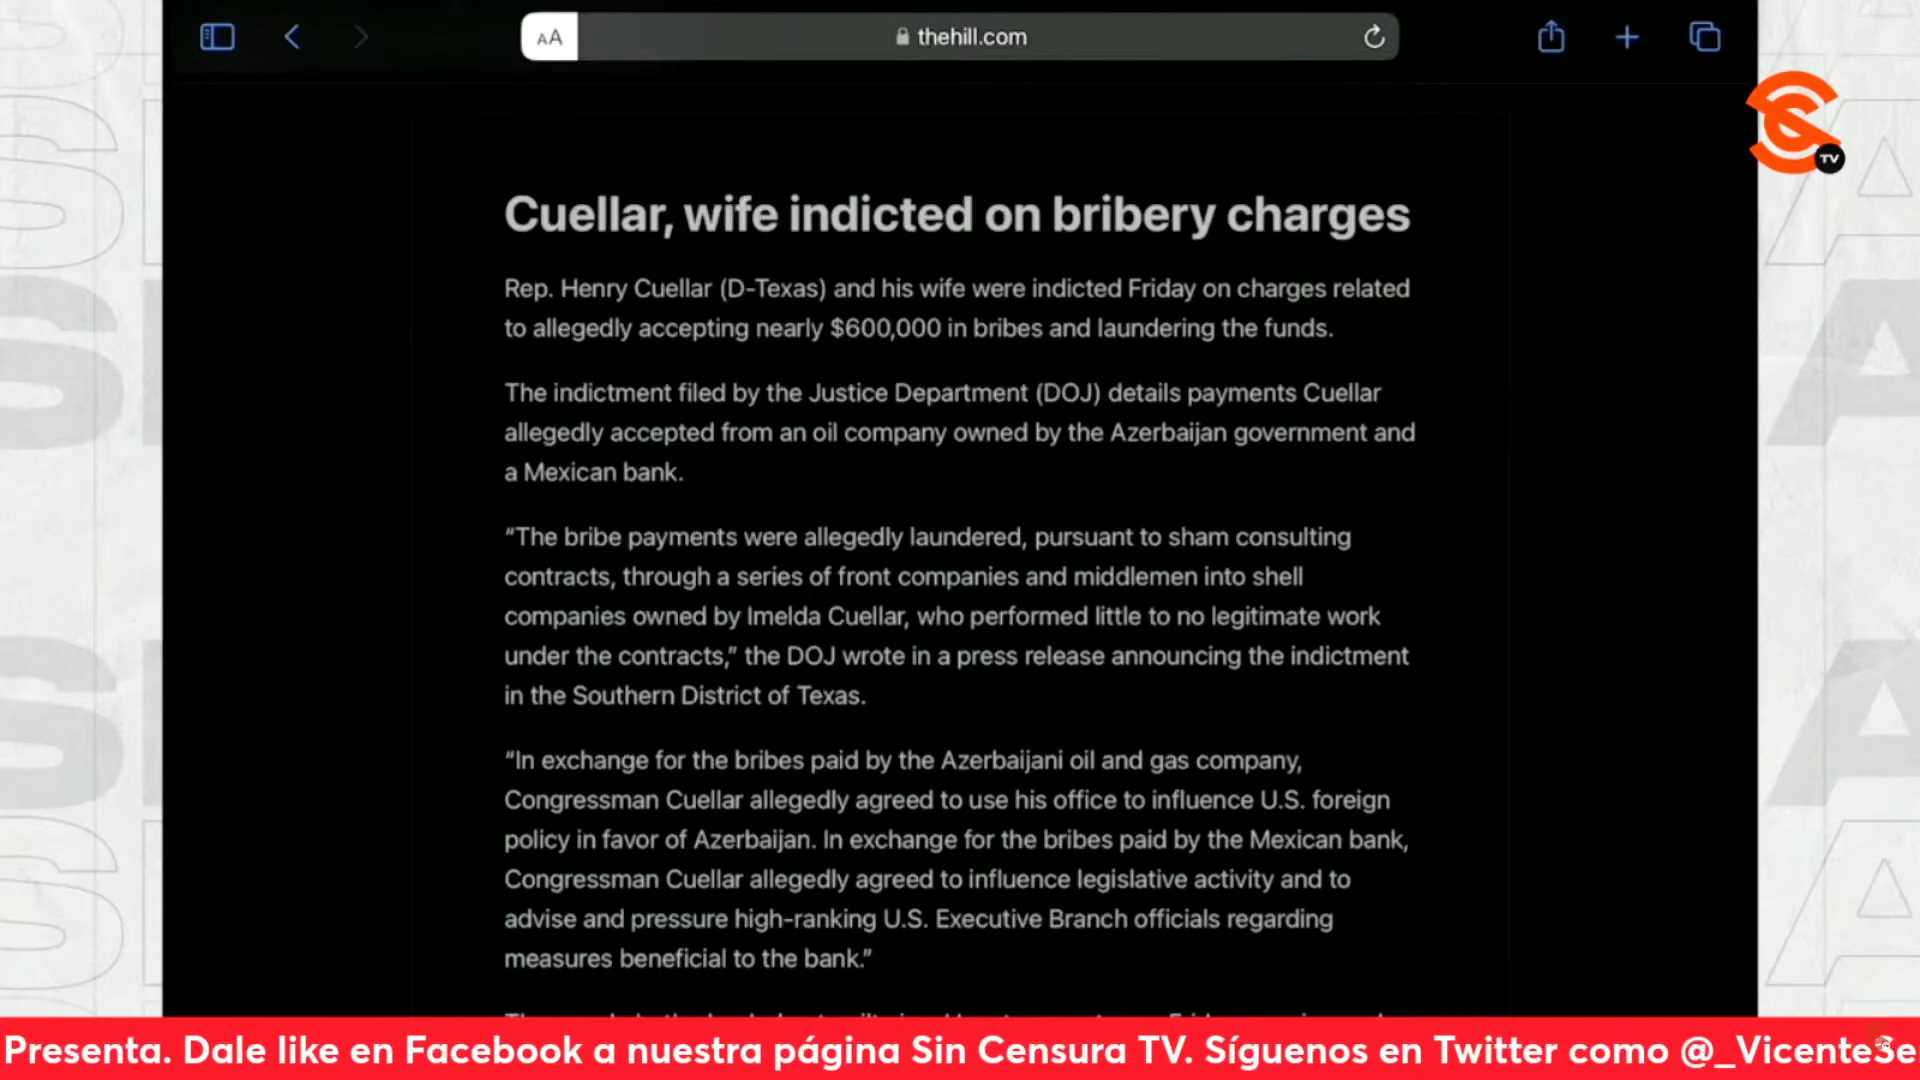 AA
thehill.com
TV
Cuellar, wife indicted on bribery charges
Rep. Henry Cuellar (D-Texas) and his wife were indicted Friday on charges related
to allegedly accepting nearly $600,000 in bribes and laundering the funds.
The indictment filed by the Justice Department (DOJ) details payments Cuellar
allegedly accepted from an oil company owned by the Azerbaijan government and
a Mexican bank.
“The bribe payments were allegedly laundered, pursuant to sham consulting
contracts, through a series of front companies and middlemen into shell
companies owned by Imelda Cuellar, who performed little to no legitimate work
under the contracts,” the DOJ wrote in a press release announcing the indictment
in the Southern District of Texas.
“In exchange for the bribes paid by the Azerbaijani oil and gas company,
Congressman Cuellar allegedly agreed to use his office to influence U.S. foreign
policy in favor of Azerbaijan. In exchange for the bribes paid by the Mexican bank,
Congressman Cuellar allegedly agreed to influence legislative activity and to
advise and pressure high-ranking U.S. Executive Branch officials regarding
measures beneficial to the bank.”
Presenta. Dale like en Facebook a nuestra página Sin Censura TV. Síguenos en Twitter como @_VicenteSe